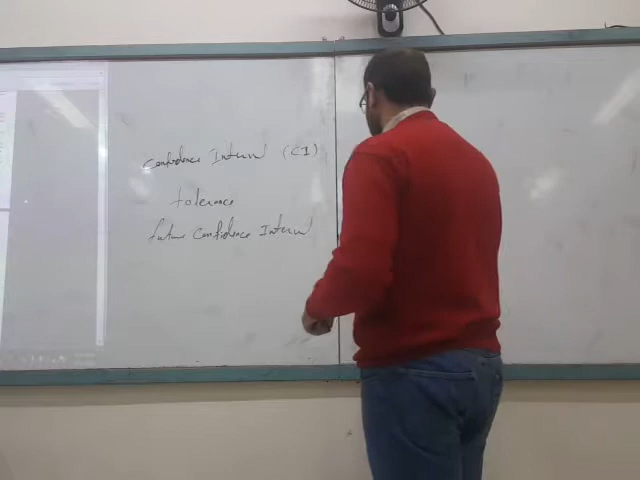 Confidence Interval (CI)
tolerance
future Confidence Interval